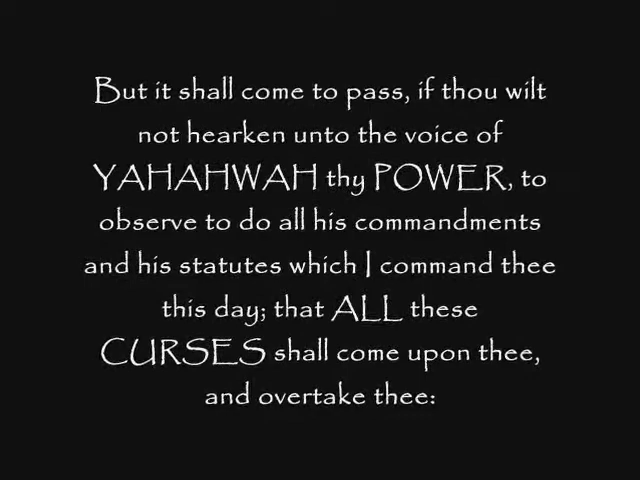 But it shall come to pass, if thou wilt
not hearken unto the voice of
YAHAHWAH thy POWER, to
observe to do all his commandments
and his statutes which I command thee
this day; that ALL these
CURSES shall come upon thee,
and overtake thee: